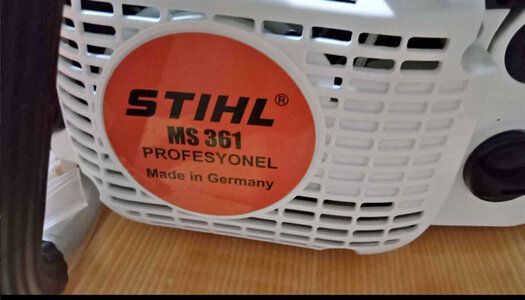 STIHL®
MS 361
PROFESYONEL
Made in Germany